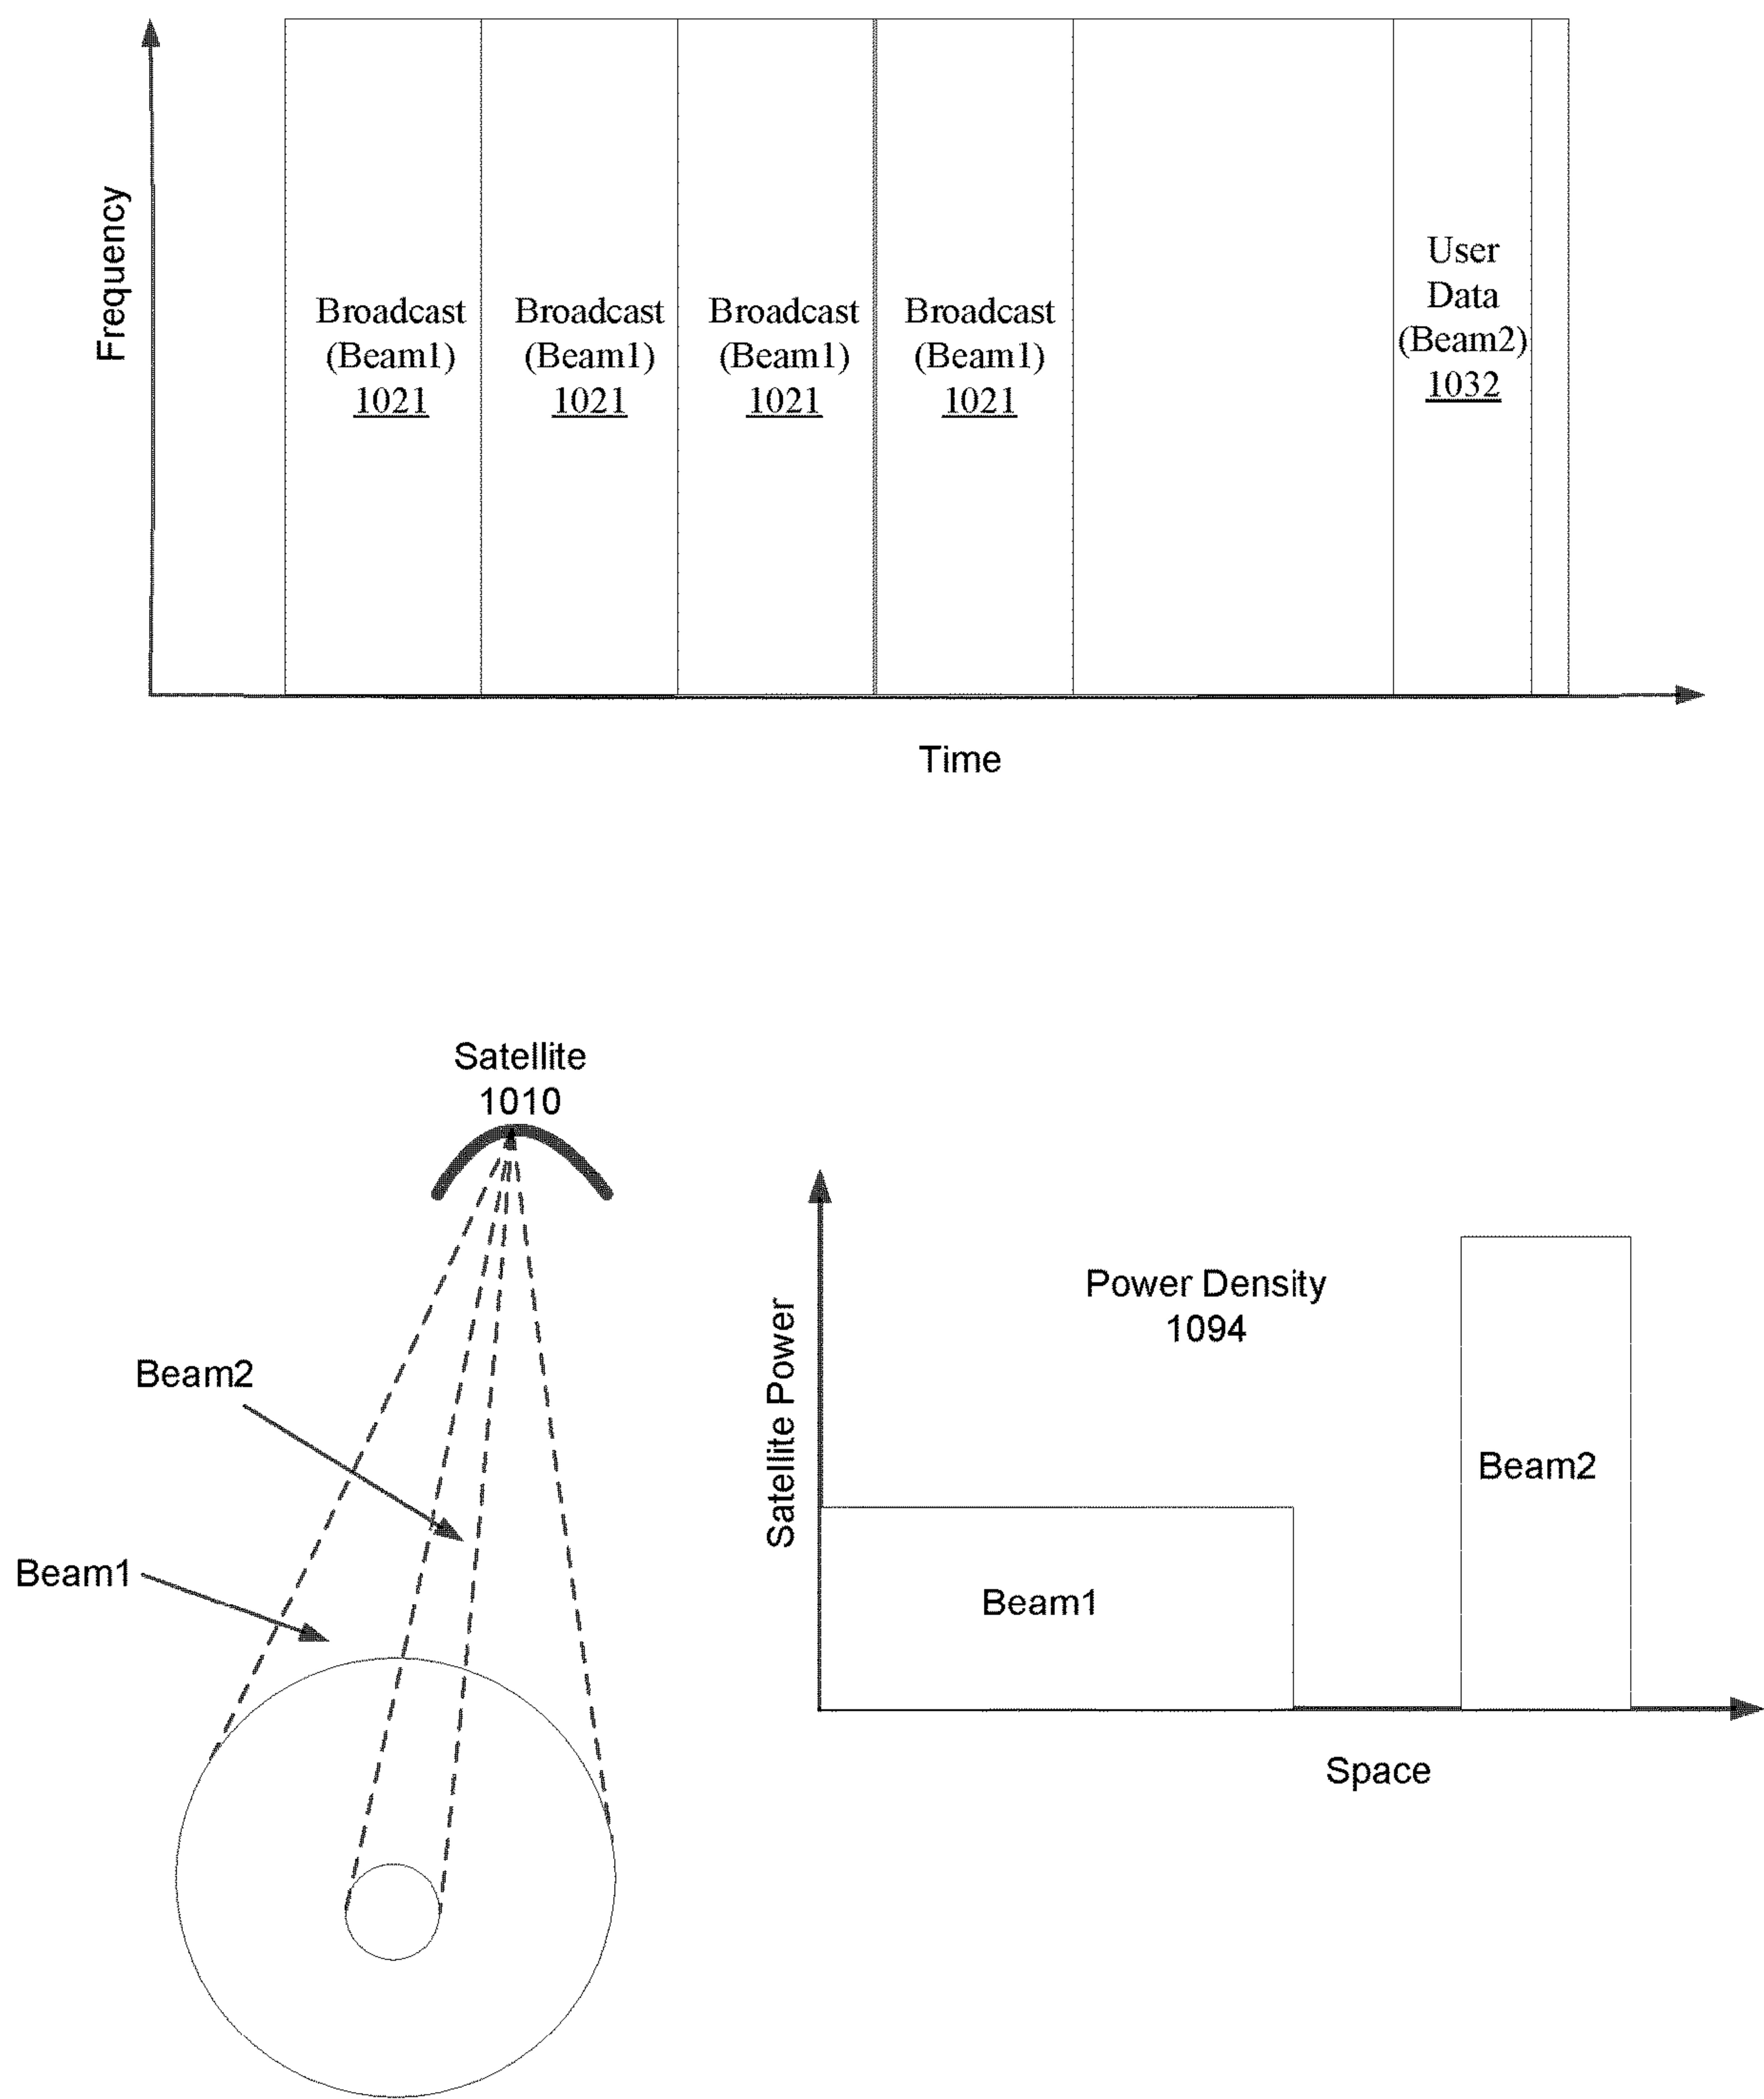 Frequency
Broadcast
(Beam1)
1021
Broadcast
(Beam1)
1021
Broadcast
(Beam1)
1021
Broadcast
(Beam1)
1021
User
Data
(Beam2)
1032
Time
Satellite
1010
Beam2
Beam1
Satellite Power
Power Density
1094
Beam1
Beam2
Space